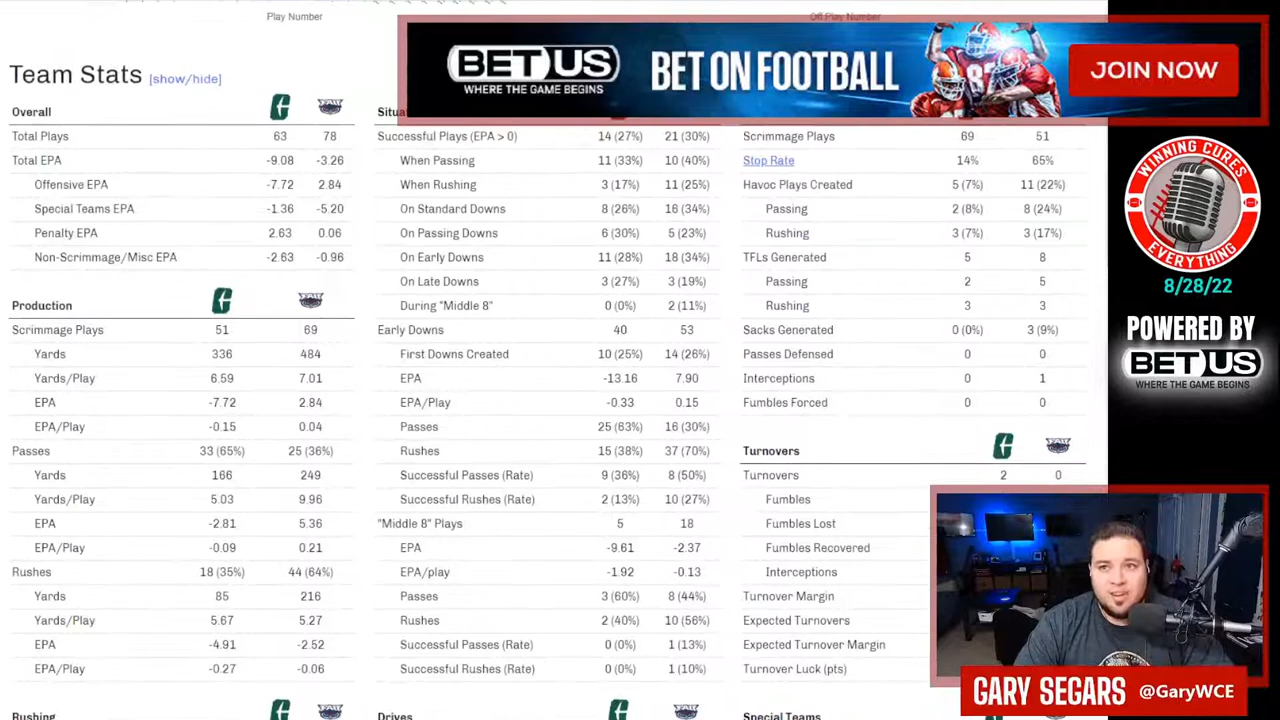 Play Number
Off Play Number
BETUS
WHERE THE GAME BEGINS
BET ON FOOTBALL
JOIN NOW
Team Stats [show/hide]
Overall
Total Plays 63 78
Total EPA -9.08 -3.26
Offensive EPA -7.72 2.84
Special Teams EPA -1.36 -5.20
Penalty EPA 2.63 0.06
Non-Scrimmage/Misc EPA -2.63 -0.96
Production
Scrimmage Plays 51 69
Yards 336 484
Yards/Play 6.59 7.01
EPA -7.72 2.84
EPA/Play -0.15 0.04
Passes 33 (65%) 25 (36%)
Yards 166 249
Yards/Play 5.03 9.96
EPA -2.81 5.36
EPA/Play -0.09 0.21
Rushes 18 (35%) 44 (64%)
Yards 85 216
Yards/Play 5.67 5.27
EPA -4.91 -2.52
EPA/Play -0.27 -0.06
Rushing
Situa
Successful Plays (EPA > 0) 14 (27%) 21 (30%)
When Passing 11 (33%) 10 (40%)
When Rushing 3 (17%) 11 (25%)
On Standard Downs 8 (26%) 16 (34%)
On Passing Downs 6 (30%) 5 (23%)
On Early Downs 11 (28%) 18 (34%)
On Late Downs 3 (27%) 3 (19%)
During "Middle 8" 0 (0%) 2 (11%)
Early Downs 40 53
First Downs Created 10 (25%) 14 (26%)
EPA -13.16 7.90
EPA/Play -0.33 0.15
Passes 25 (63%) 16 (30%)
Rushes 15 (38%) 37 (70%)
Successful Passes (Rate) 9 (36%) 8 (50%)
Successful Rushes (Rate) 2 (13%) 10 (27%)
"Middle 8" Plays 5 18
EPA -9.61 -2.37
EPA/play -1.92 -0.13
Passes 3 (60%) 8 (44%)
Rushes 2 (40%) 10 (56%)
Successful Passes (Rate) 0 (0%) 1 (13%)
Successful Rushes (Rate) 0 (0%) 1 (10%)
Drives
Scrimmage Plays 69 51
Stop Rate 14% 65%
Havoc Plays Created 5 (7%) 11 (22%)
Passing 2 (8%) 8 (24%)
Rushing 3 (7%) 3 (17%)
TFLs Generated 5 8
Passing 2 5
Rushing 3 3
Sacks Generated 0 (0%) 3 (9%)
Passes Defensed 0 0
Interceptions 0 1
Fumbles Forced 0 0
Turnovers
Turnovers 2 0
Fumbles
Fumbles Lost
Fumbles Recovered
Interceptions
Turnover Margin
Expected Turnovers
Expected Turnover Margin
Turnover Luck (pts)
Special Teams
WINNING CURES
EVERYTHING
8/28/22
POWERED BY
BETUS
WHERE THE GAME BEGINS
GARY SEGARS @GaryWCE